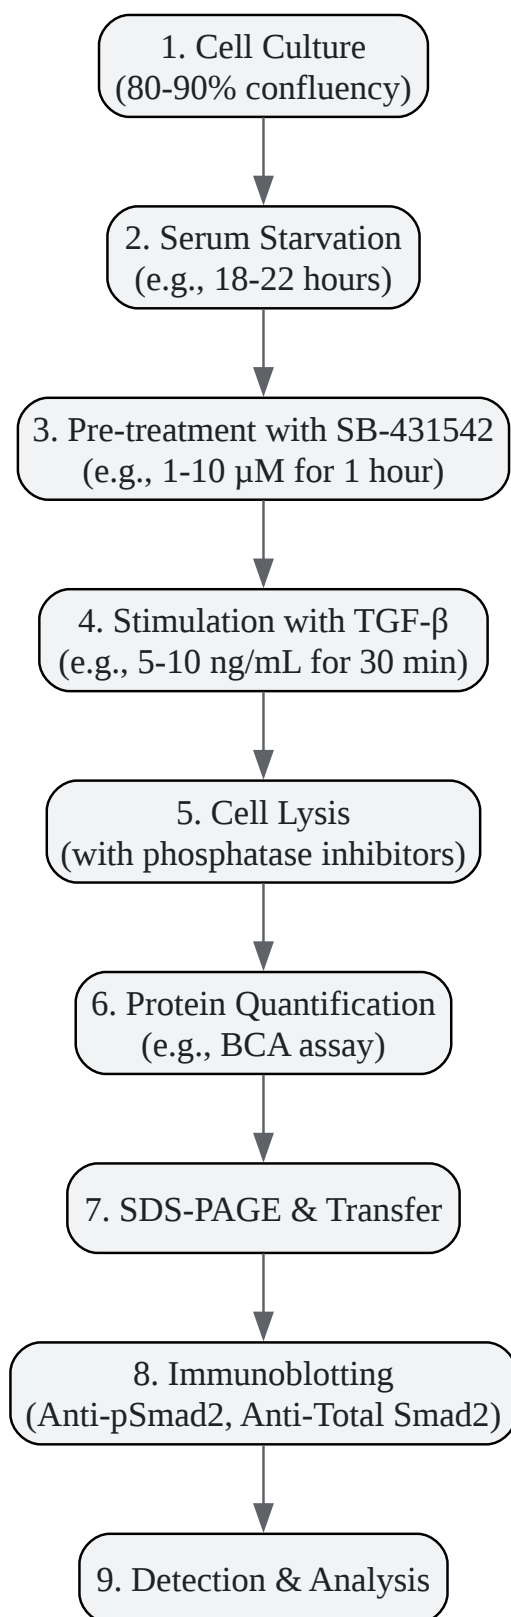 1. Cell Culture
(80-90% confluency)
2. Serum Starvation
(e.g., 18-22 hours)
3. Pre-treatment with SB-431542
(e.g., 1-10 µM for 1 hour)
4. Stimulation with TGF-β
(e.g., 5-10 ng/mL for 30 min)
5. Cell Lysis
(with phosphatase inhibitors)
6. Protein Quantification
(e.g., BCA assay)
7. SDS-PAGE & Transfer
8. Immunoblotting
(Anti-pSmad2, Anti-Total Smad2)
9. Detection & Analysis